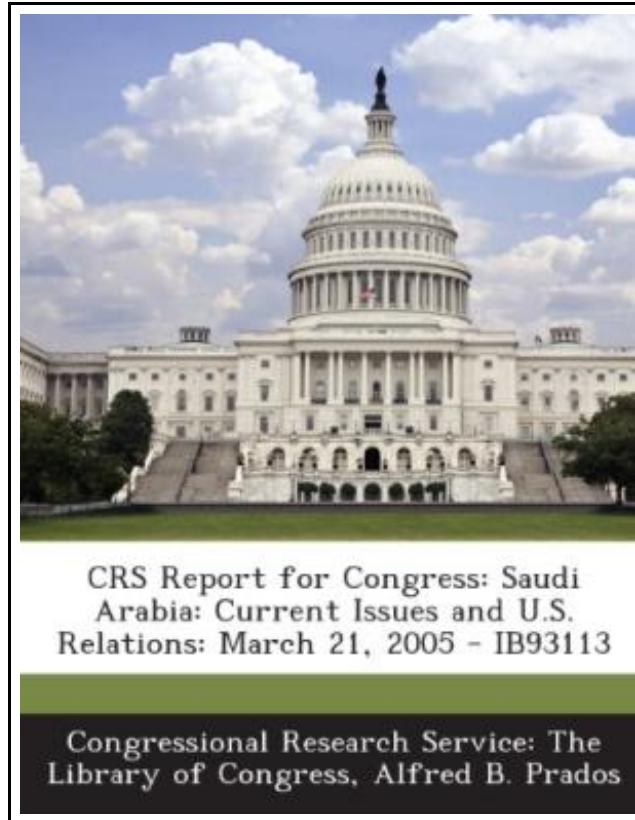 CRS Report for Congress: Saudi
Arabia: Current Issues and U.S.
Relations: March 21, 2005 - IB93113
Congressional Research Service: The
Library of Congress, Alfred B. Prados